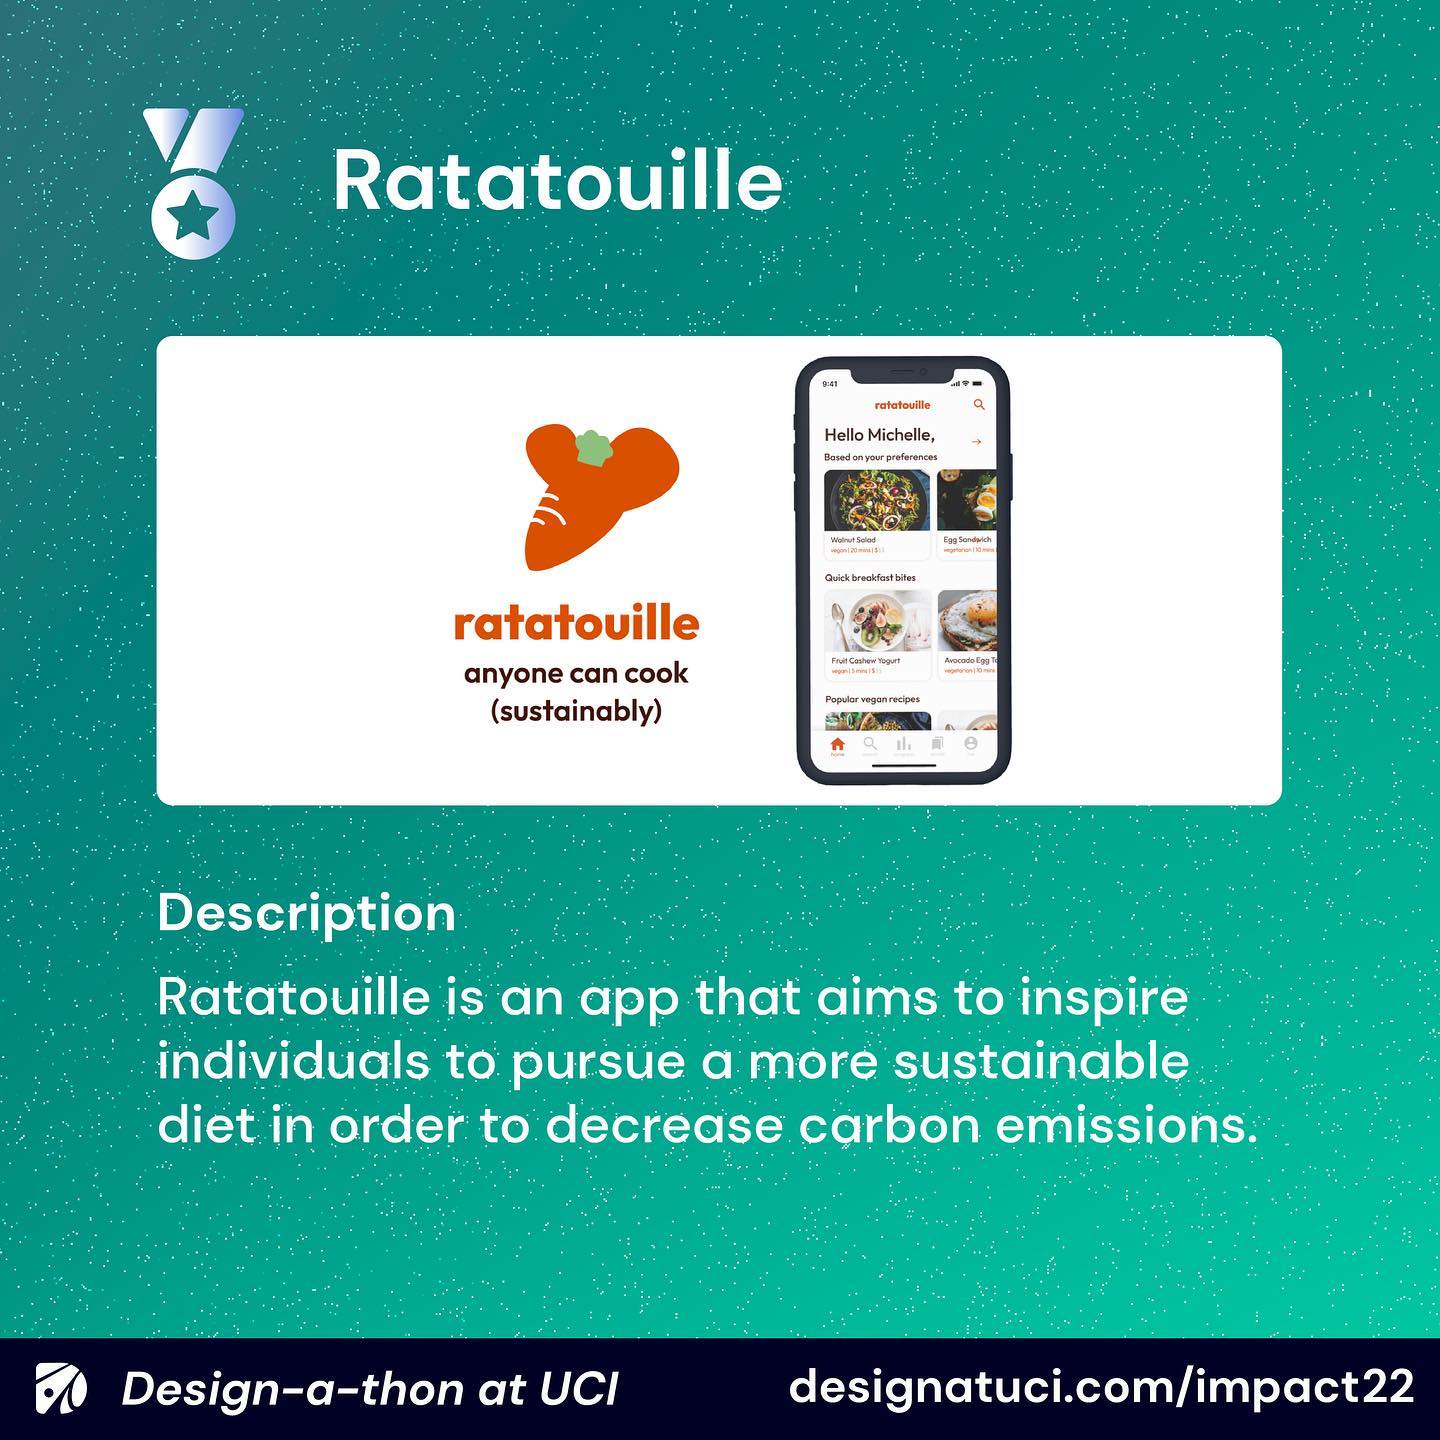 Ratatouille
ratatouille
anyone can cook
(sustainably)
9:41
ratatouille
Hello Michelle,
Based on your preferences
Walnut Salad
vegan | 20 mins | $
Egg Sandwich
vegetarian | 10 mins |
Quick breakfast bites
Fruit Cashew Yogurt
vegan | 5 mins | $
Avocado Egg To
vegetarian | 10 mins
Popular vegan recipes
home
Description
Ratatouille is an app that aims to inspire
individuals to pursue a more sustainable
diet in order to decrease carbon emissions.
Design-a-thon at UCI
designatuci.com/impact22